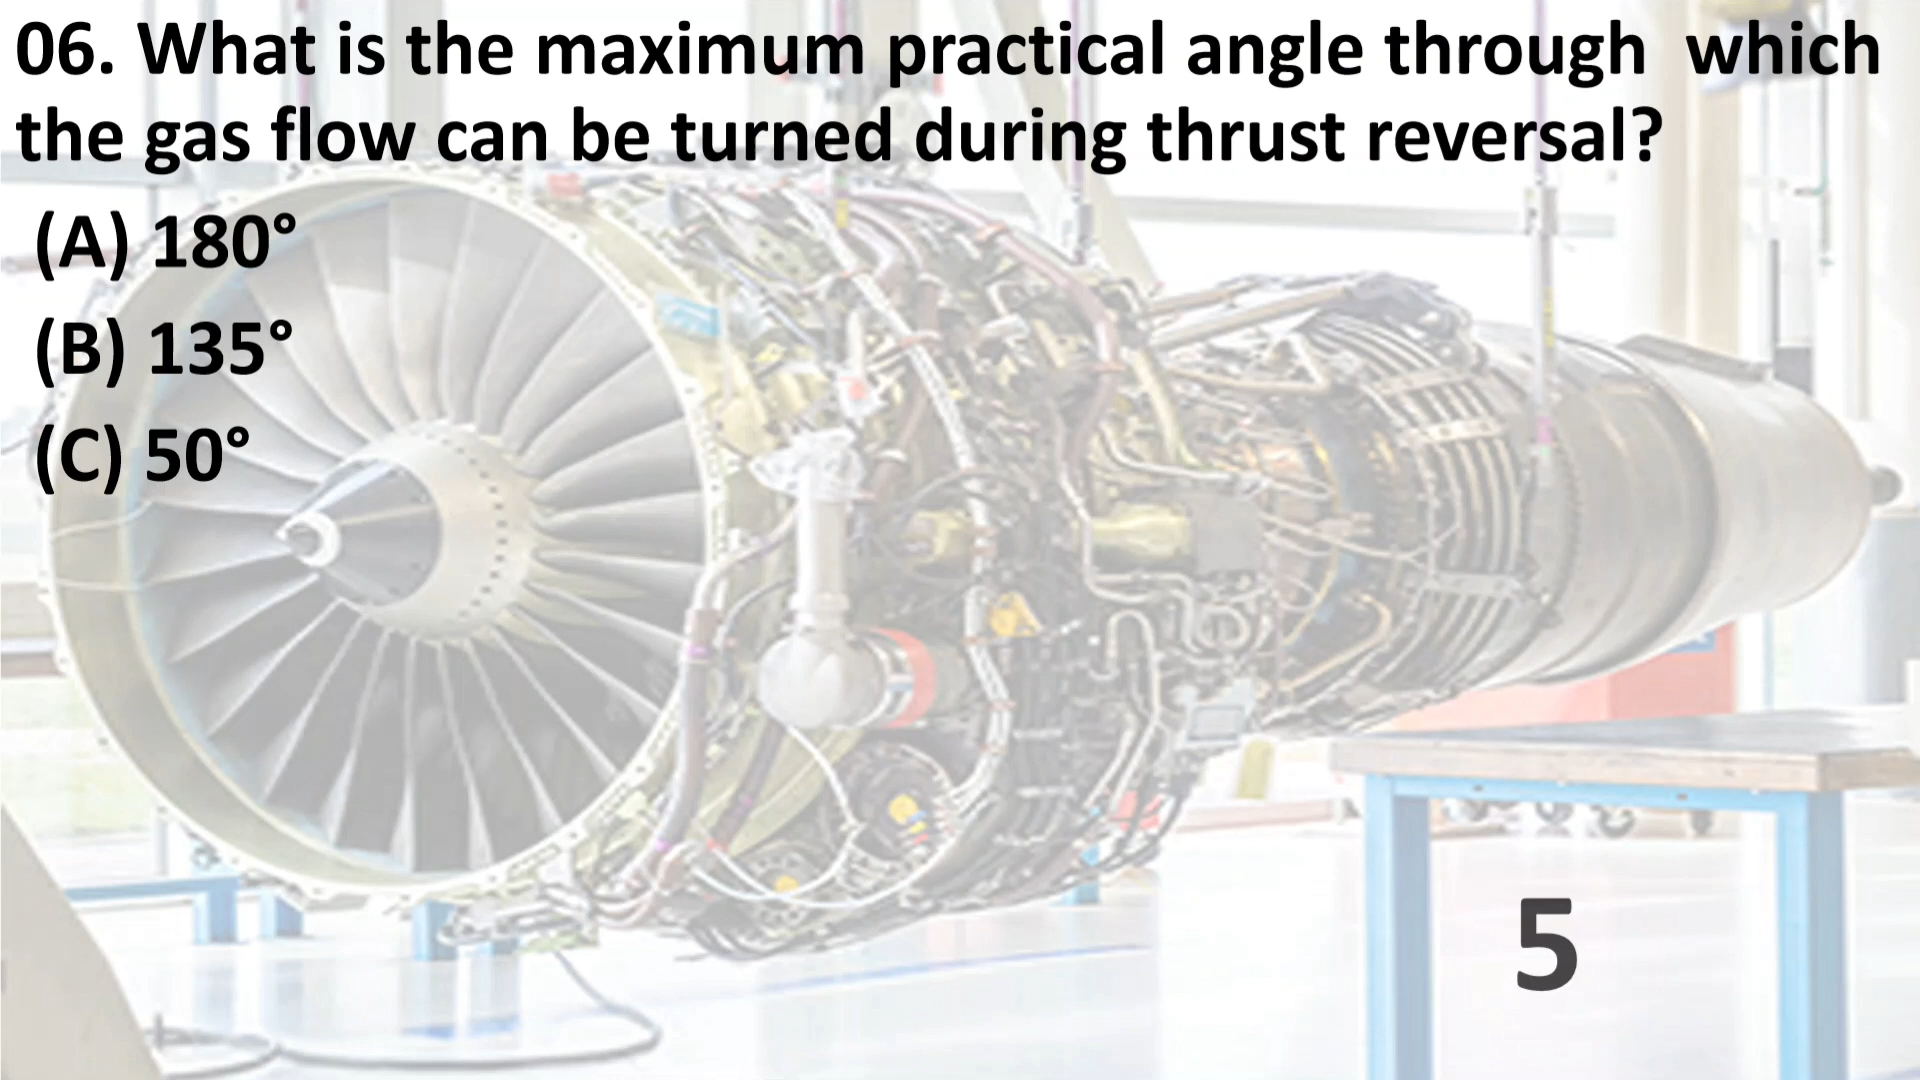 06. What is the maximum practical angle through which
the gas flow can be turned during thrust reversal?
(A) 180°
(B) 135°
(C) 50°
5